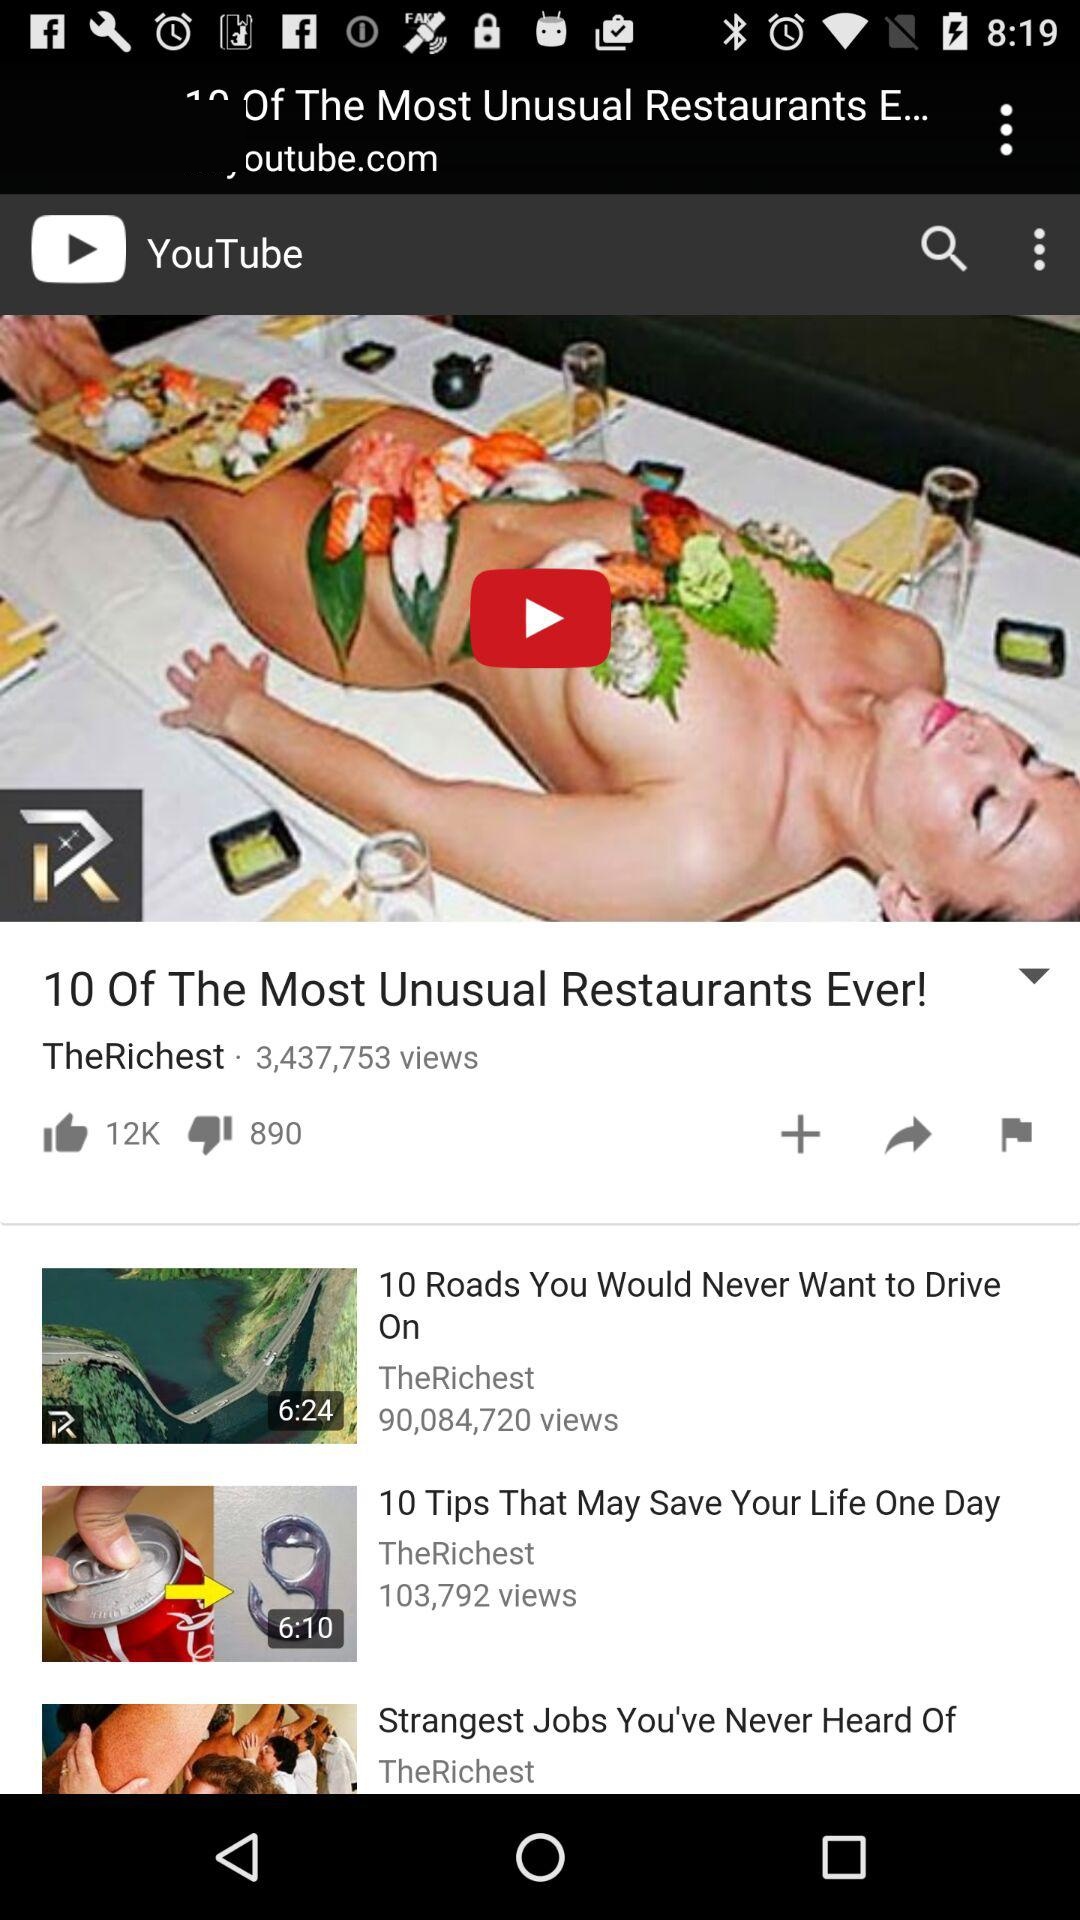 FAKE
8:19
10 Of The Most Unusual Restaurants E...
outube.com
YouTube
R
10 Of The Most Unusual Restaurants Ever!
TheRichest · 3,437,753 views
12K 890
10 Roads You Would Never Want to Drive
On
TheRichest
90,084,720 views
R
6:24
10 Tips That May Save Your Life One Day
TheRichest
103,792 views
6:10
Strangest Jobs You've Never Heard Of
TheRichest